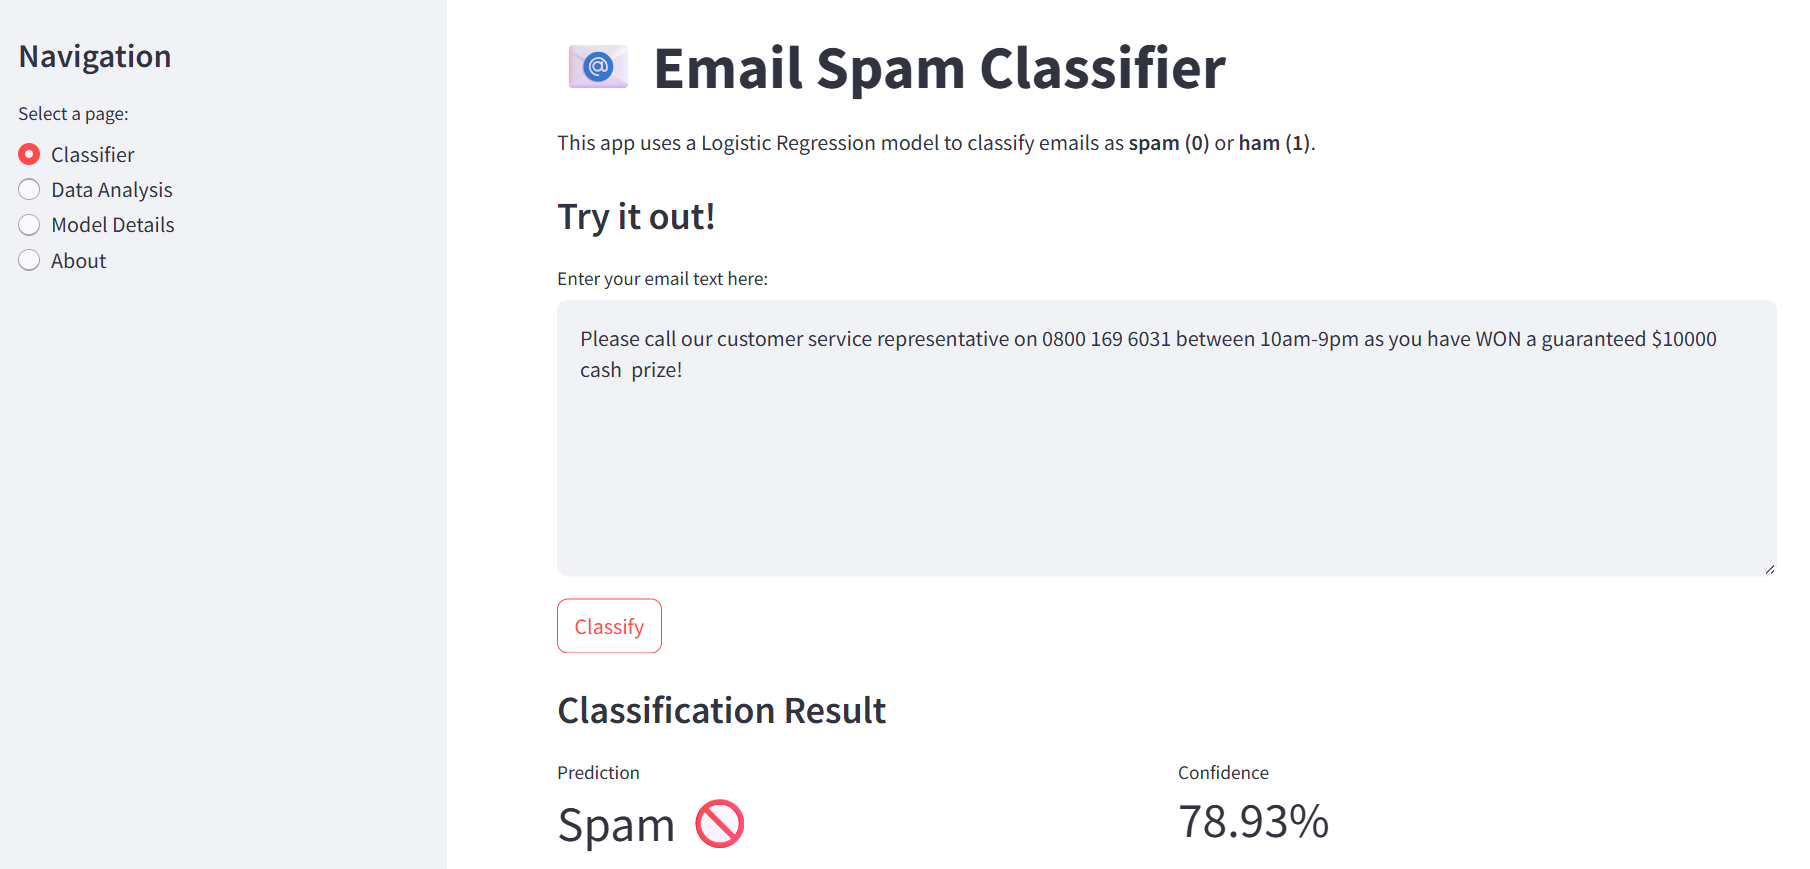 Navigation
Select a page:
Classifier
Data Analysis
Model Details
About
Email Spam Classifier
This app uses a Logistic Regression model to classify emails as spam (0) or ham (1).
Try it out!
Enter your email text here:
Please call our customer service representative on 0800 169 6031 between 10am-9pm as you have WON a guaranteed $10000
cash  prize!
Classify
Classification Result
Prediction
Spam
Confidence
78.93%